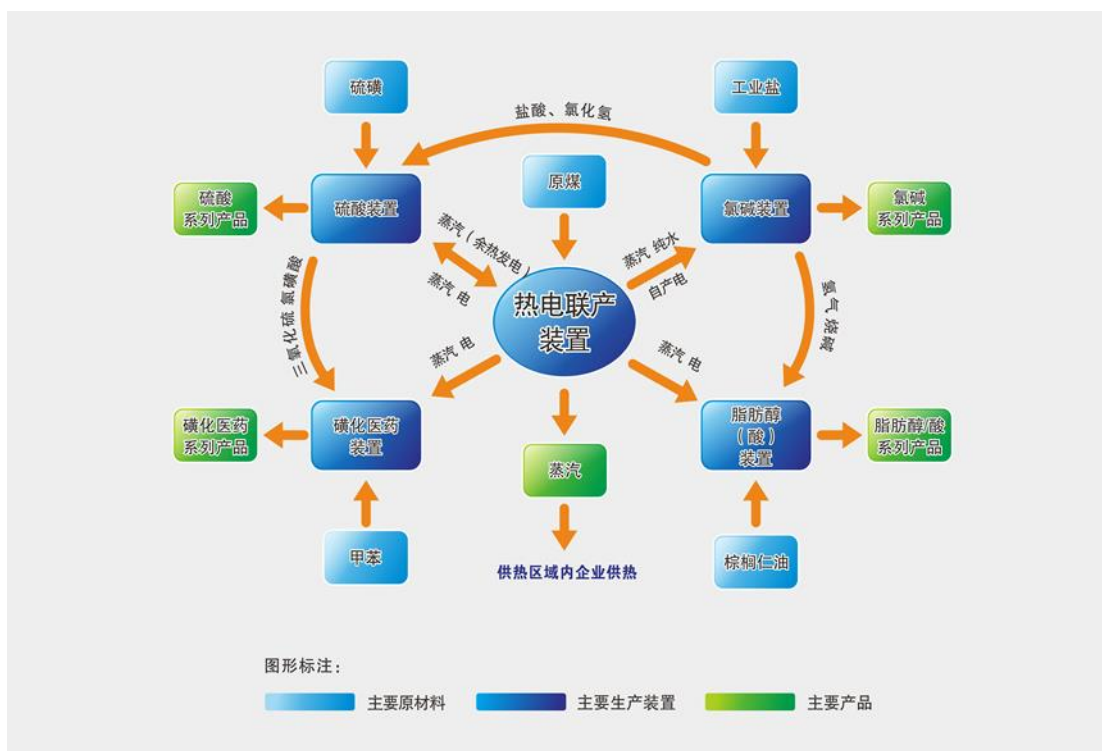 硫磺
工业盐
盐酸、氯化氢
原煤
硫酸
系列产品
硫酸装置
氯碱装置
氯碱
系列产品
蒸汽（余热发电）
蒸汽 电
蒸汽 纯水
自产电
热电联产
装置
三氧化硫 氯磺酸
氢气 烧碱
蒸汽 电
蒸汽 电
磺化医药
系列产品
磺化医药
装置
蒸汽
脂肪醇
（酸）
装置
脂肪醇/酸
系列产品
甲苯
供热区域内企业供热
棕榈仁油
图形标注：
主要原材料
主要生产装置
主要产品